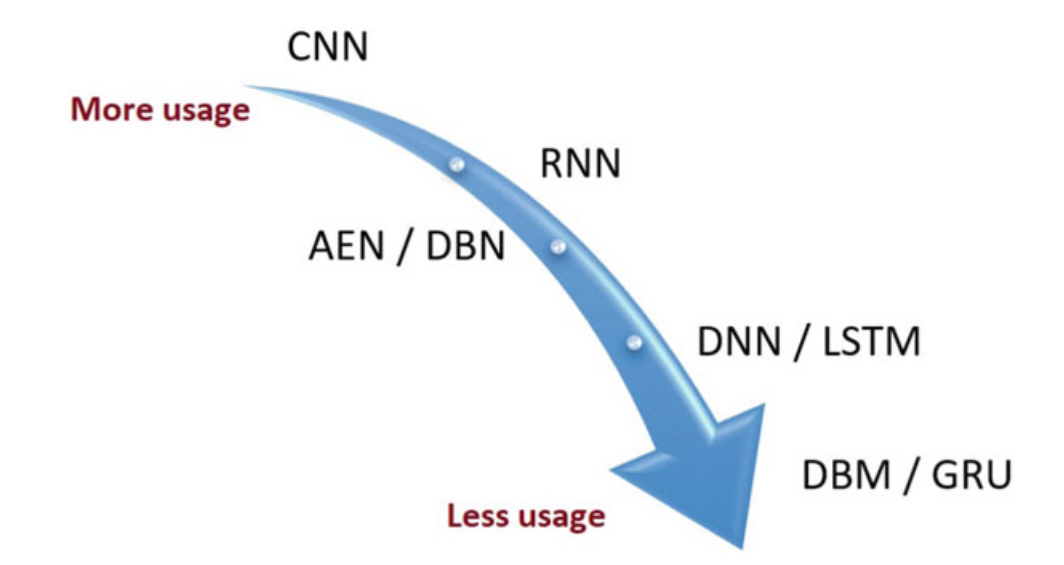 CNN
More usage
RNN
AEN / DBN
DNN / LSTM
DBM / GRU
Less usage